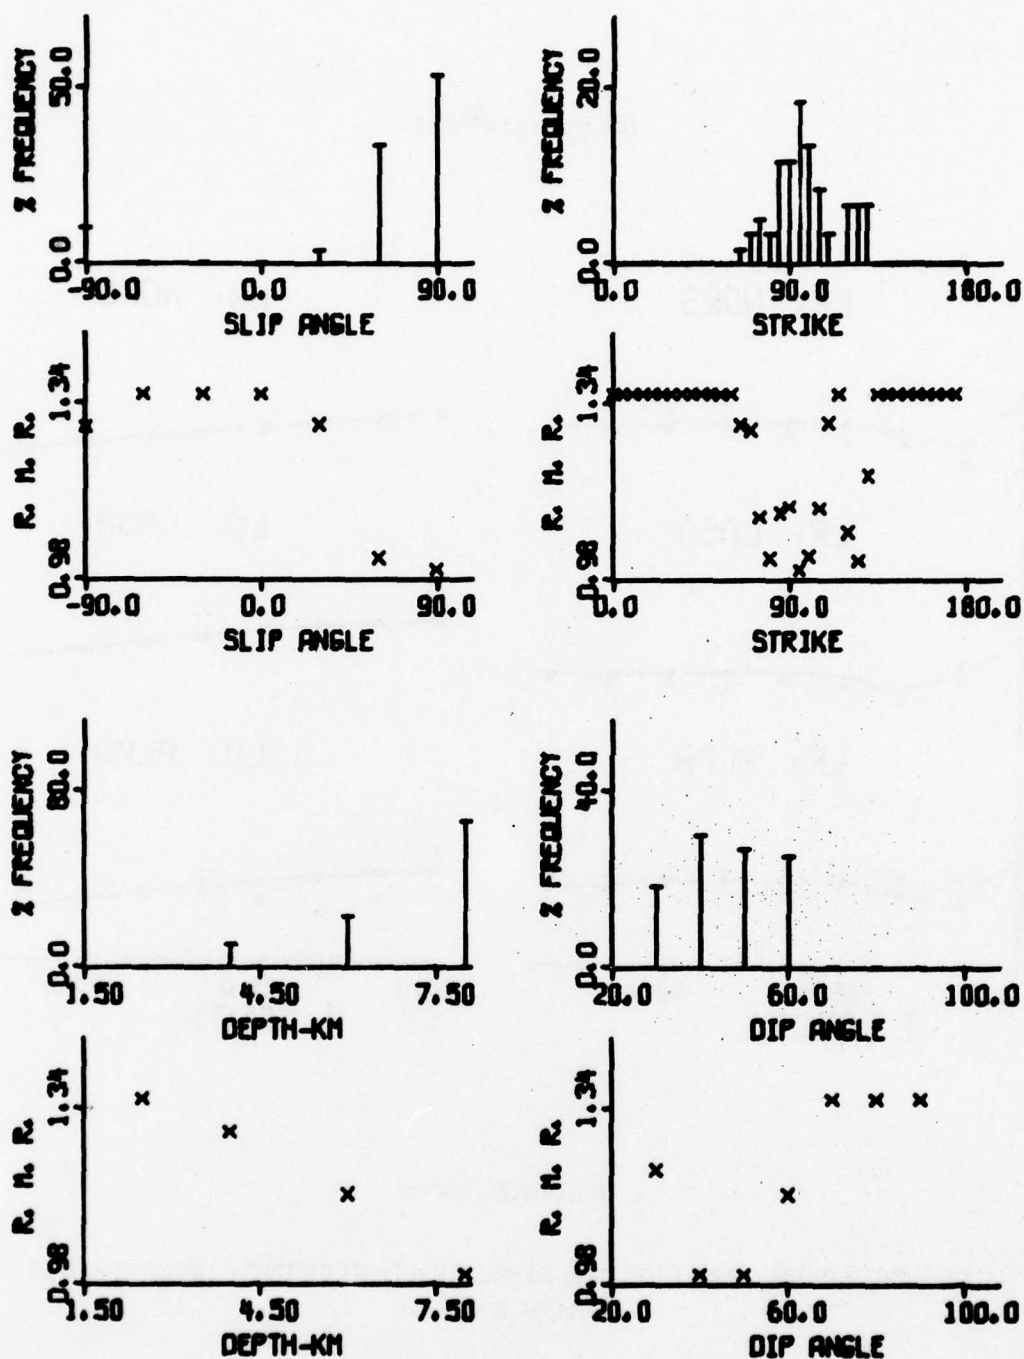 % FREQUENCY
50.0
0.0
-90.0 0.0 90.0
SLIP ANGLE
% FREQUENCY
20.0
0.0
0.0 90.0 180.0
STRIKE
R. M. R.
1.34
0.98
-90.0 0.0 90.0
SLIP ANGLE
R. M. R.
1.34
0.98
0.0 90.0 180.0
STRIKE
% FREQUENCY
80.0
0.0
1.50 4.50 7.50
DEPTH-KM
% FREQUENCY
40.0
0.0
20.0 60.0 100.0
DIP ANGLE
R. M. R.
1.34
0.98
1.50 4.50 7.50
DEPTH-KM
R. M. R.
1.34
0.98
20.0 60.0 100.0
DIP ANGLE